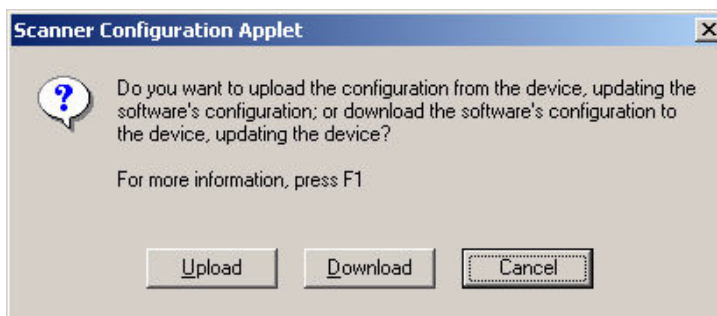 Scanner Configuration Applet
Do you want to upload the configuration from the device, updating the
software's configuration; or download the software's configuration to
the device, updating the device?
For more information, press F1
Upload Download Cancel